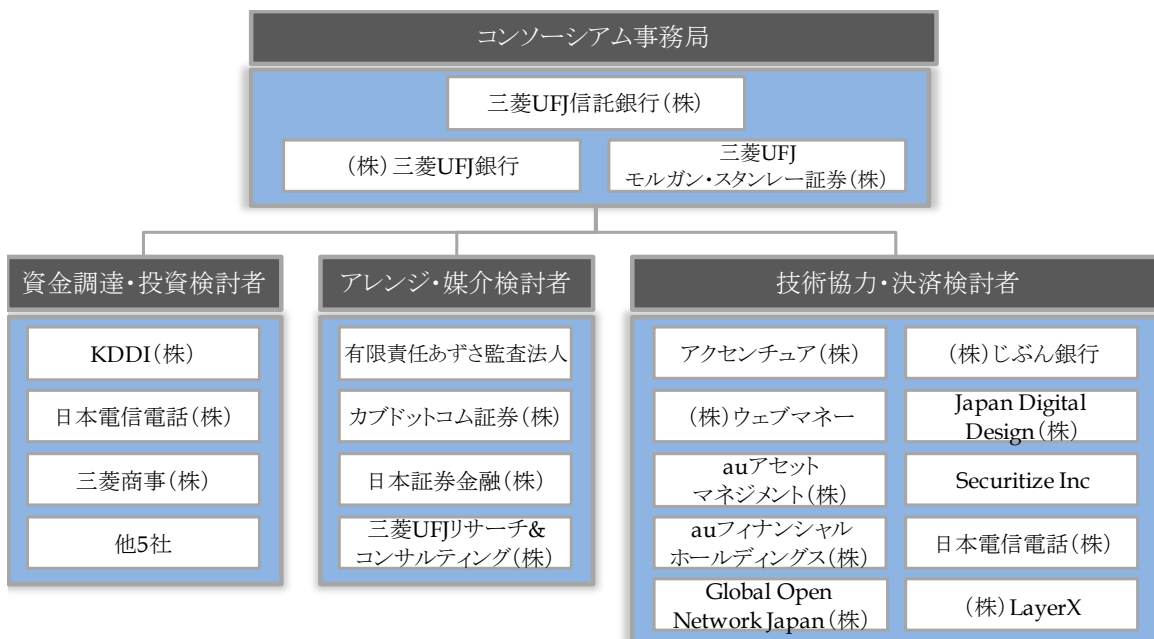 コンソーシアム事務局
三菱UFJ信託銀行(株)
(株)三菱UFJ銀行
三菱UFJ
モルガン・スタンレー証券(株)
資金調達・投資検討者
KDDI(株)
日本電信電話(株)
三菱商事(株)
他5社
アレンジ・媒介検討者
有限責任あずさ監査法人
カブドットコム証券(株)
日本証券金融(株)
三菱UFJリサーチ&
コンサルティング(株)
技術協力・決済検討者
アクセンチュア(株)
(株)じぶん銀行
(株)ウェブマネー
Japan Digital
Design(株)
auアセット
マネジメント(株)
Securitize Inc
auフィナンシャル
ホールディングス(株)
日本電信電話(株)
Global Open
Network Japan(株)
(株)LayerX